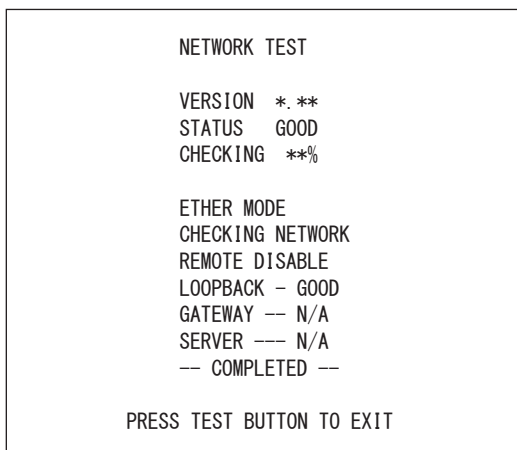 NETWORK TEST
VERSION *.**
STATUS GOOD
CHECKING **%
ETHER MODE
CHECKING NETWORK
REMOTE DISABLE
LOOPBACK - GOOD
GATEWAY -- N/A
SERVER --- N/A
-- COMPLETED --
PRESS TEST BUTTON TO EXIT